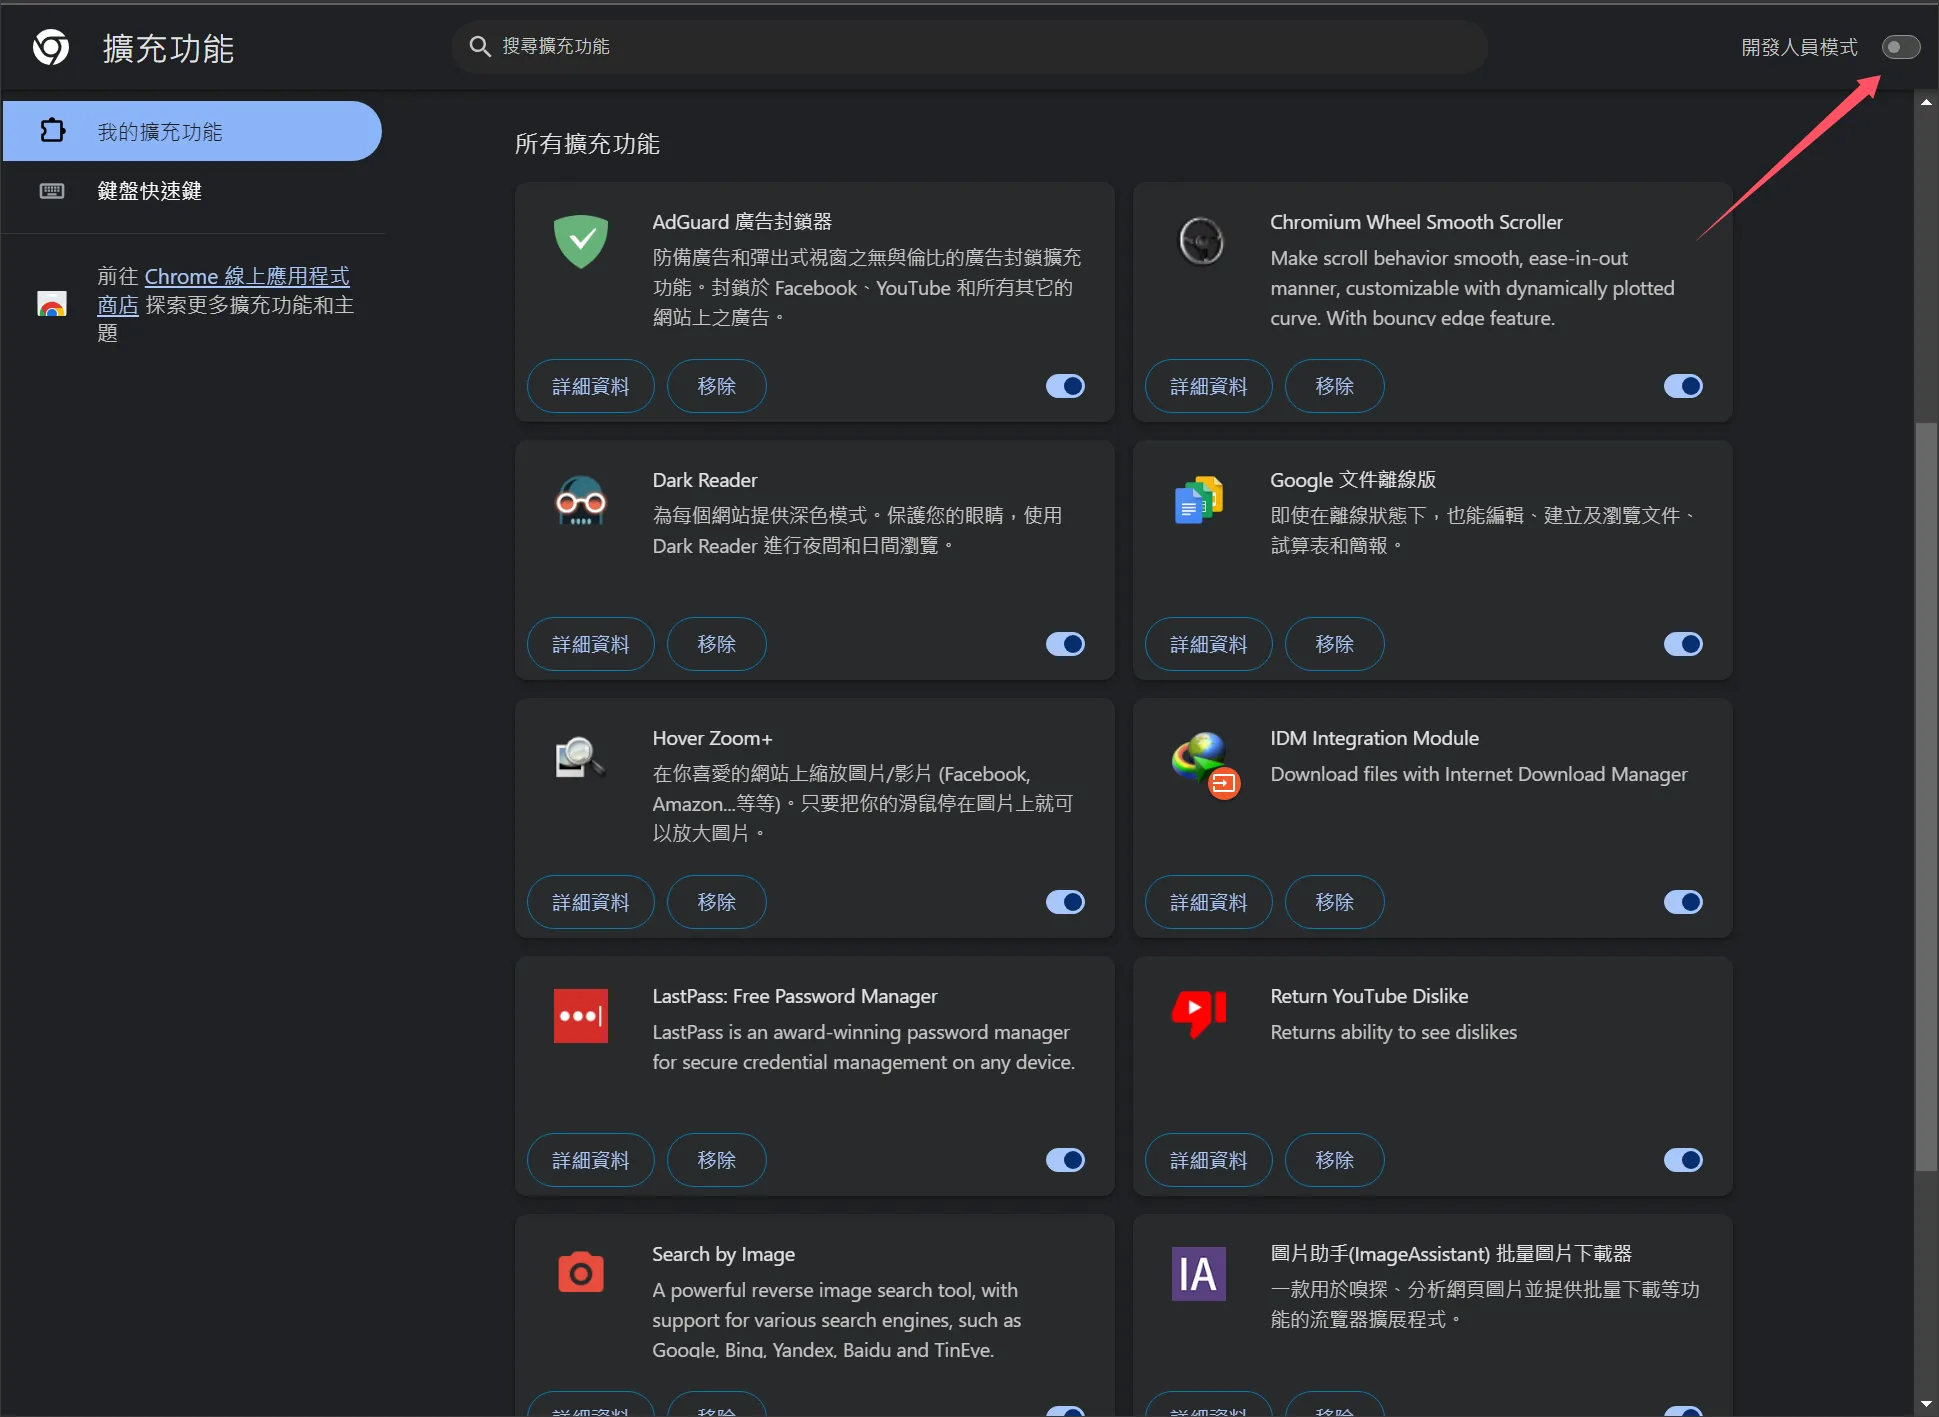 擴充功能
搜尋擴充功能
開發人員模式
我的擴充功能
鍵盤快速鍵
前往 Chrome 線上應用程式
商店 探索更多擴充功能和主
題
所有擴充功能
AdGuard 廣告封鎖器
防備廣告和彈出式視窗之無與倫比的廣告封鎖擴充
功能。封鎖於 Facebook、YouTube 和所有其它的
網站上之廣告。
詳細資料
移除
Chromium Wheel Smooth Scroller
Make scroll behavior smooth, ease-in-out
manner, customizable with dynamically plotted
curve. With bouncy edge feature.
詳細資料
移除
Dark Reader
為每個網站提供深色模式。保護您的眼睛，使用
Dark Reader 進行夜間和日間瀏覽。
詳細資料
移除
Google 文件離線版
即使在離線狀態下，也能編輯、建立及瀏覽文件、
試算表和簡報。
詳細資料
移除
Hover Zoom+
在你喜愛的網站上縮放圖片/影片 (Facebook,
Amazon...等等)。只要把你的滑鼠停在圖片上就可
以放大圖片。
詳細資料
移除
IDM Integration Module
Download files with Internet Download Manager
詳細資料
移除
LastPass: Free Password Manager
LastPass is an award-winning password manager
for secure credential management on any device.
詳細資料
移除
Return YouTube Dislike
Returns ability to see dislikes
詳細資料
移除
Search by Image
A powerful reverse image search tool, with
support for various search engines, such as
Google, Bing, Yandex, Baidu and TinEye.
詳細資料
移除
IA
圖片助手(ImageAssistant) 批量圖片下載器
一款用於嗅探、分析網頁圖片並提供批量下載等功
能的流覽器擴展程式。
詳細資料
移除